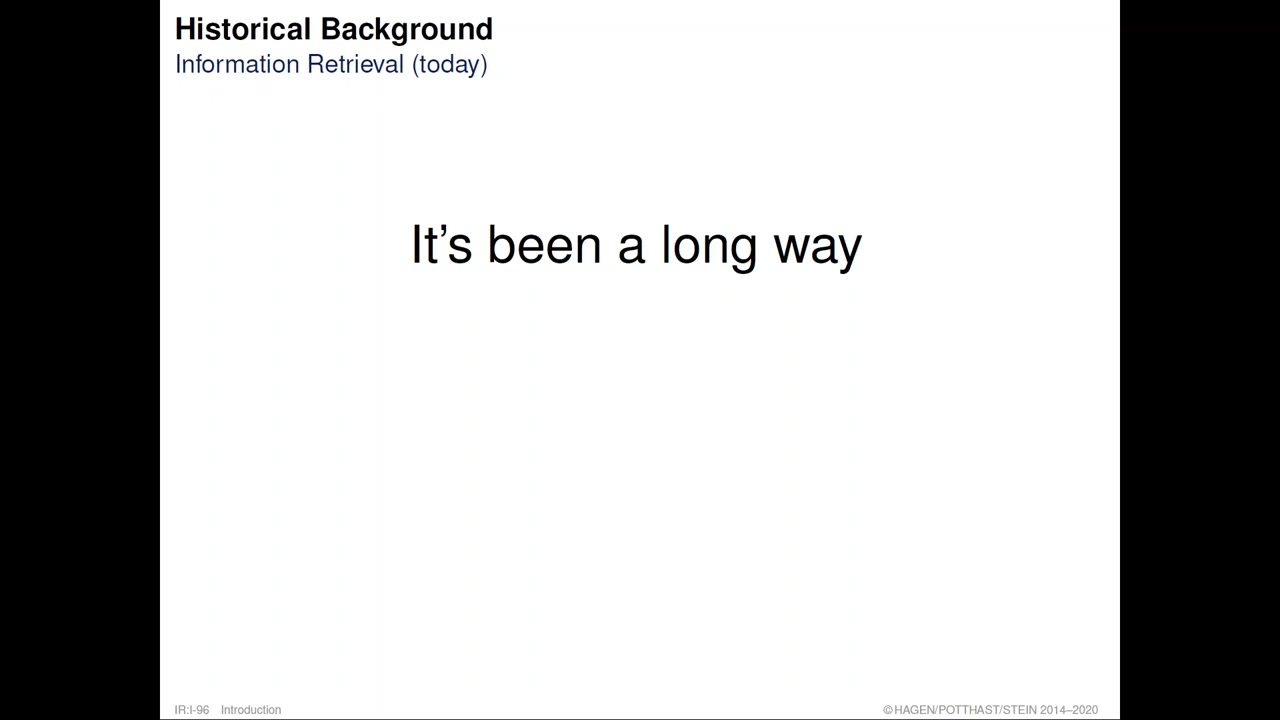 Historical Background
Information Retrieval (today)
It’s been a long way
IR:I-96 Introduction
©HAGEN/POTTHAST/STEIN 2014–2020